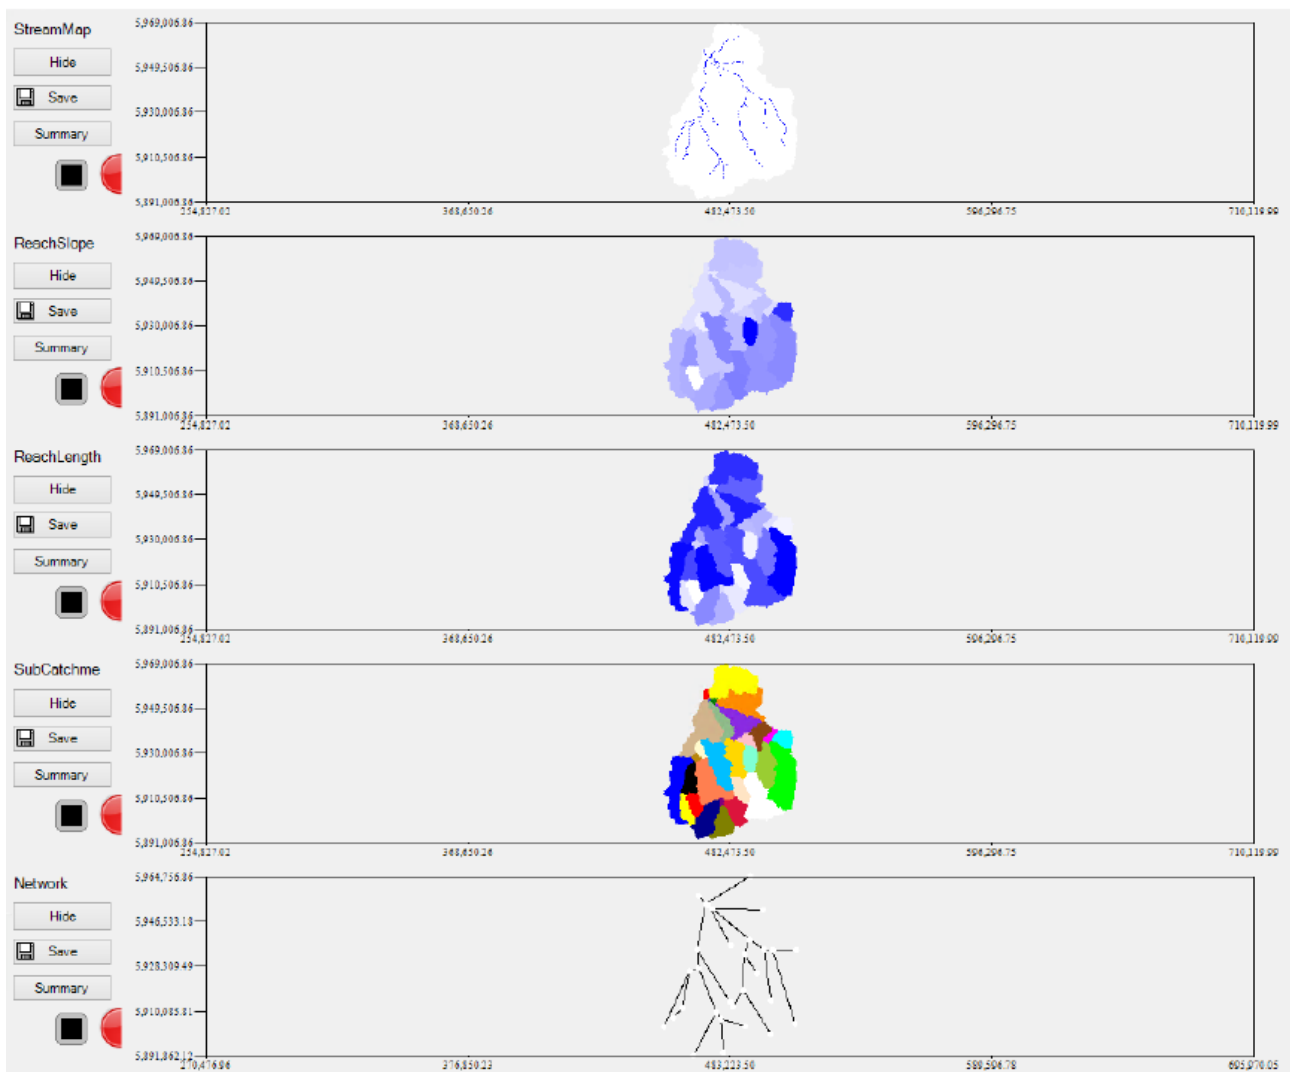 StreamMap
Hide
Save
Summary
5,969,006.86
5,949,506.86
5,930,006.86
5,910,506.86
5,891,006.86
254,827.02 368,650.26 482,473.50 596,296.75 710,119.99
ReachSlope
Hide
Save
Summary
5,969,006.86
5,949,506.86
5,930,006.86
5,910,506.86
5,891,006.86
254,827.02 368,650.26 482,473.50 596,296.75 710,119.99
ReachLength
Hide
Save
Summary
5,969,006.86
5,949,506.86
5,930,006.86
5,910,506.86
5,891,006.86
254,827.02 368,650.26 482,473.50 596,296.75 710,119.99
SubCatchme
Hide
Save
Summary
5,969,006.86
5,949,506.86
5,930,006.86
5,910,506.86
5,891,006.86
254,827.02 368,650.26 482,473.50 596,296.75 710,119.99
Network
Hide
Save
Summary
5,964,756.86
5,946,533.18
5,928,309.49
5,910,085.81
5,891,862.12
270,476.96 376,850.23 483,223.50 589,596.78 695,970.05